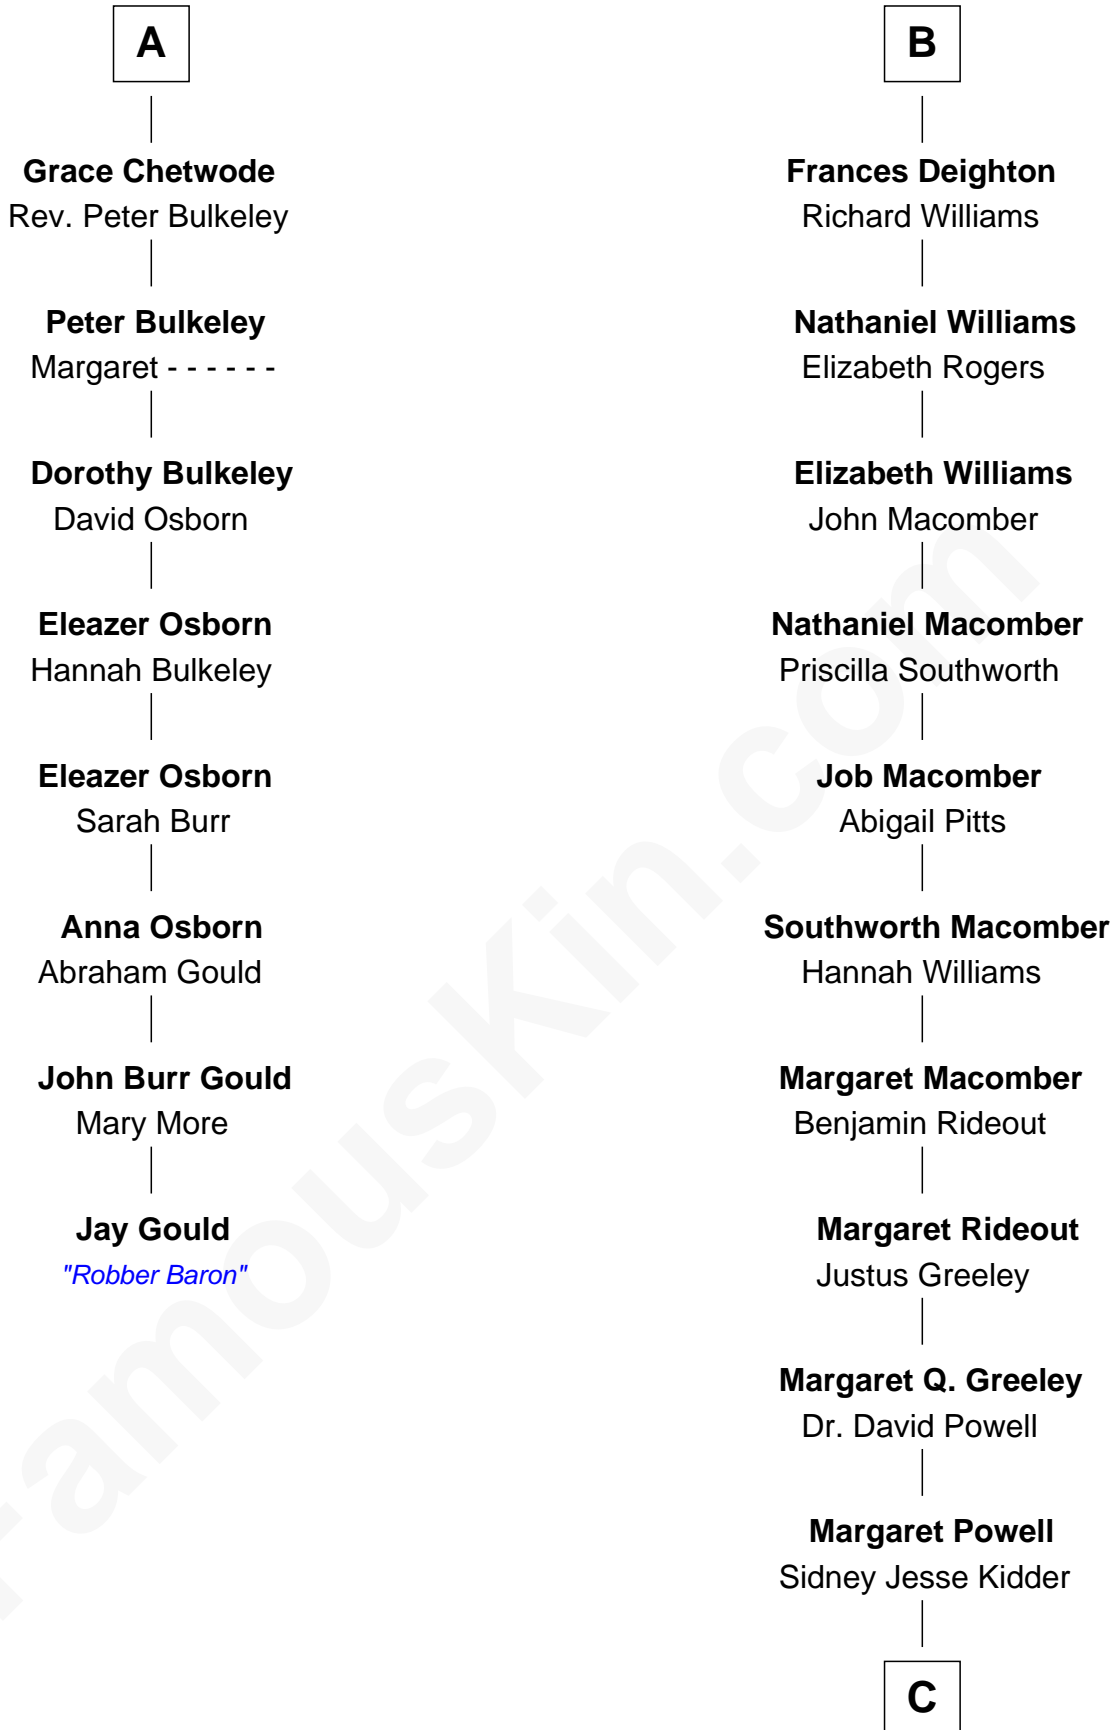 A
Grace Chetwode
Rev. Peter Bulkeley
Peter Bulkeley
Margaret - - - - - -
Dorothy Bulkeley
David Osborn
Eleazer Osborn
Hannah Bulkeley
Eleazer Osborn
Sarah Burr
Anna Osborn
Abraham Gould
John Burr Gould
Mary More
Jay Gould
"Robber Baron"
B
Frances Deighton
Richard Williams
Nathaniel Williams
Elizabeth Rogers
Elizabeth Williams
John Macomber
Nathaniel Macomber
Priscilla Southworth
Job Macomber
Abigail Pitts
Southworth Macomber
Hannah Williams
Margaret Macomber
Benjamin Rideout
Margaret Rideout
Justus Greeley
Margaret Q. Greeley
Dr. David Powell
Margaret Powell
Sidney Jesse Kidder
C
FamousKin.com